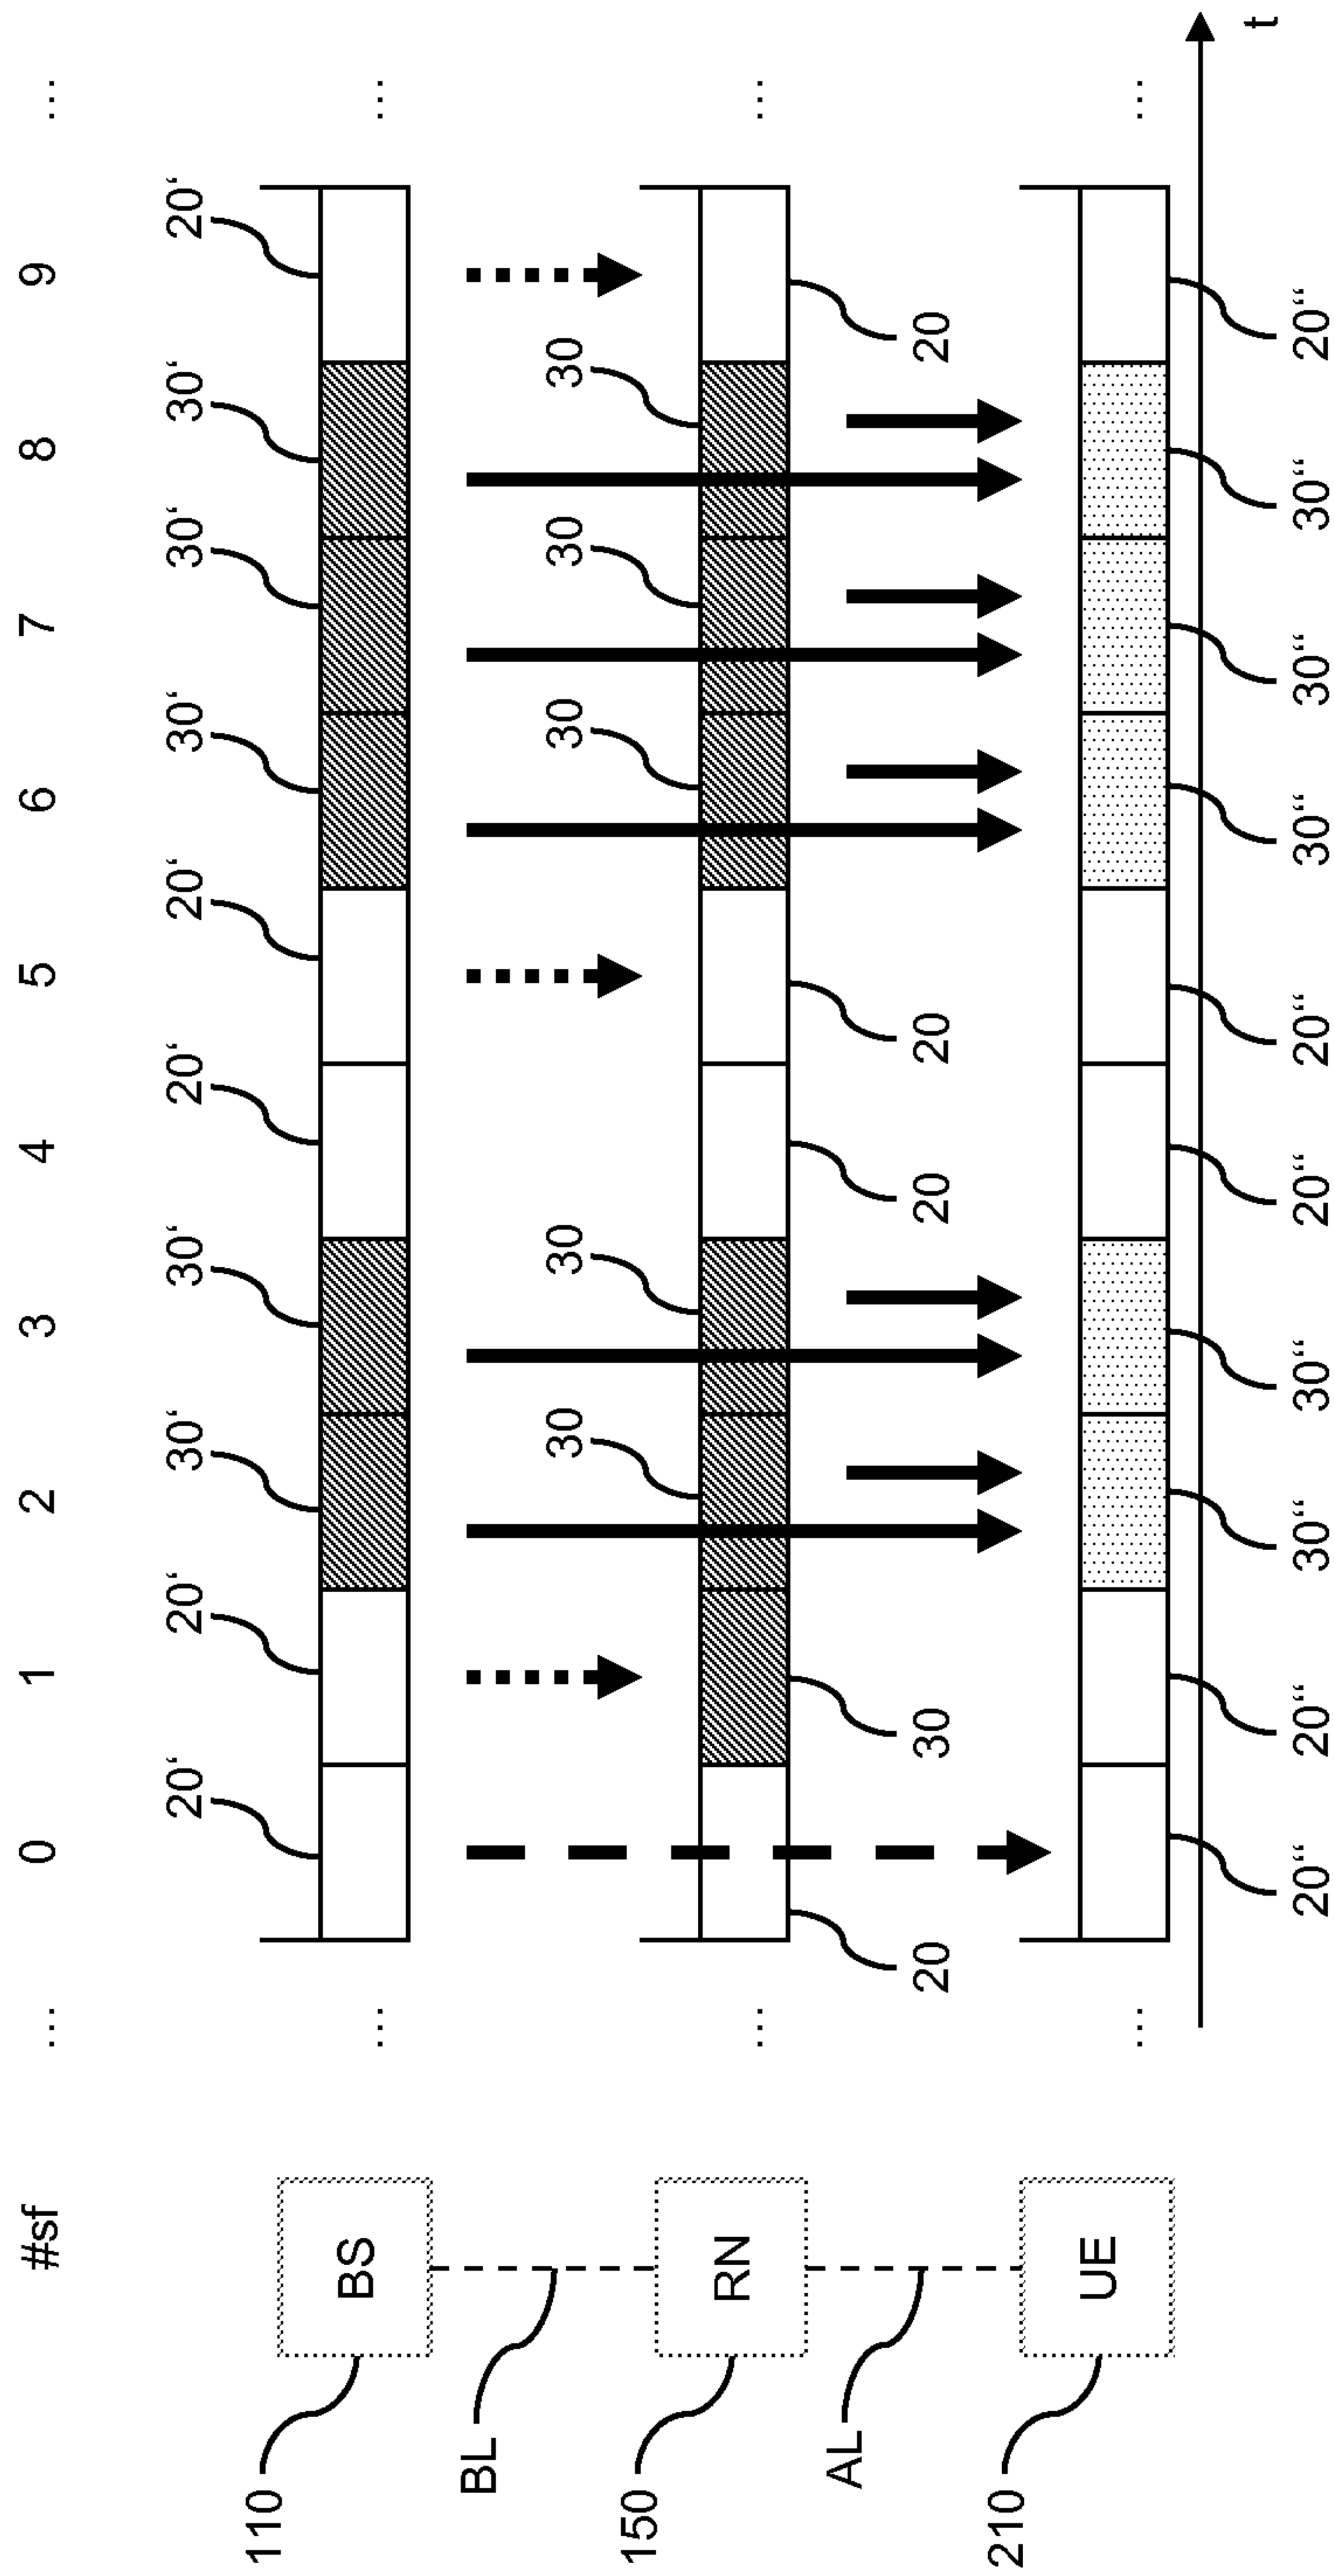 #sf … 0 1 2 3 4 5 6 7 8 9 …
20‘ 20‘ 30‘ 30‘ 20‘ 20‘ 30‘ 30‘ 30‘ 20‘
110 BS … …
BL
30 30 30 30 30
150 RN … …
20 30 20 20 20
AL
210 UE … …
t
20“ 20“ 30“ 30“ 20“ 20“ 30“ 30“ 30“ 20“